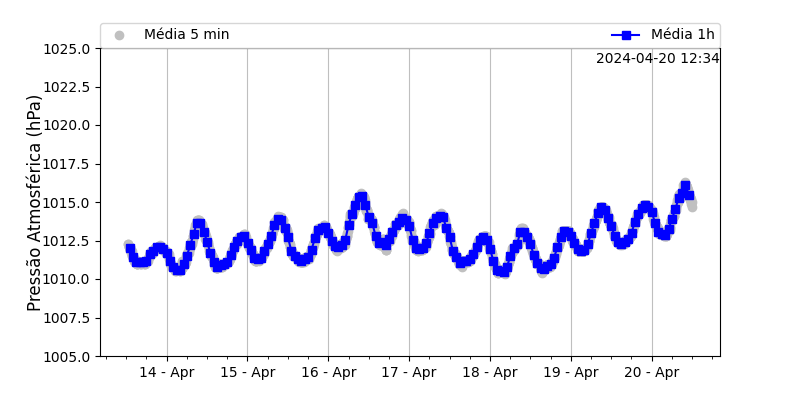 Média 5 min
Média 1h
2024-04-20 12:34
Pressão Atmosférica (hPa)
1025.0
1022.5
1020.0
1017.5
1015.0
1012.5
1010.0
1007.5
1005.0
14 - Apr
15 - Apr
16 - Apr
17 - Apr
18 - Apr
19 - Apr
20 - Apr